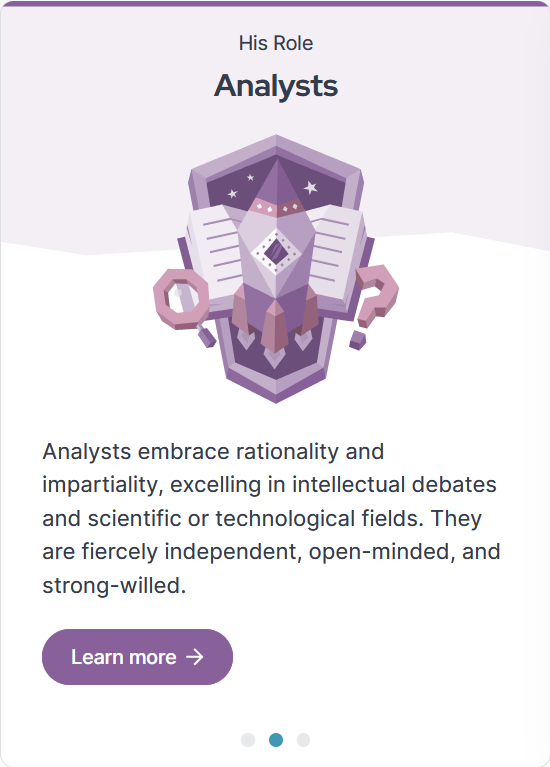 His Role
Analysts
Analysts embrace rationality and
impartiality, excelling in intellectual debates
and scientific or technological fields. They
are fiercely independent, open-minded, and
strong-willed.
Learn more →